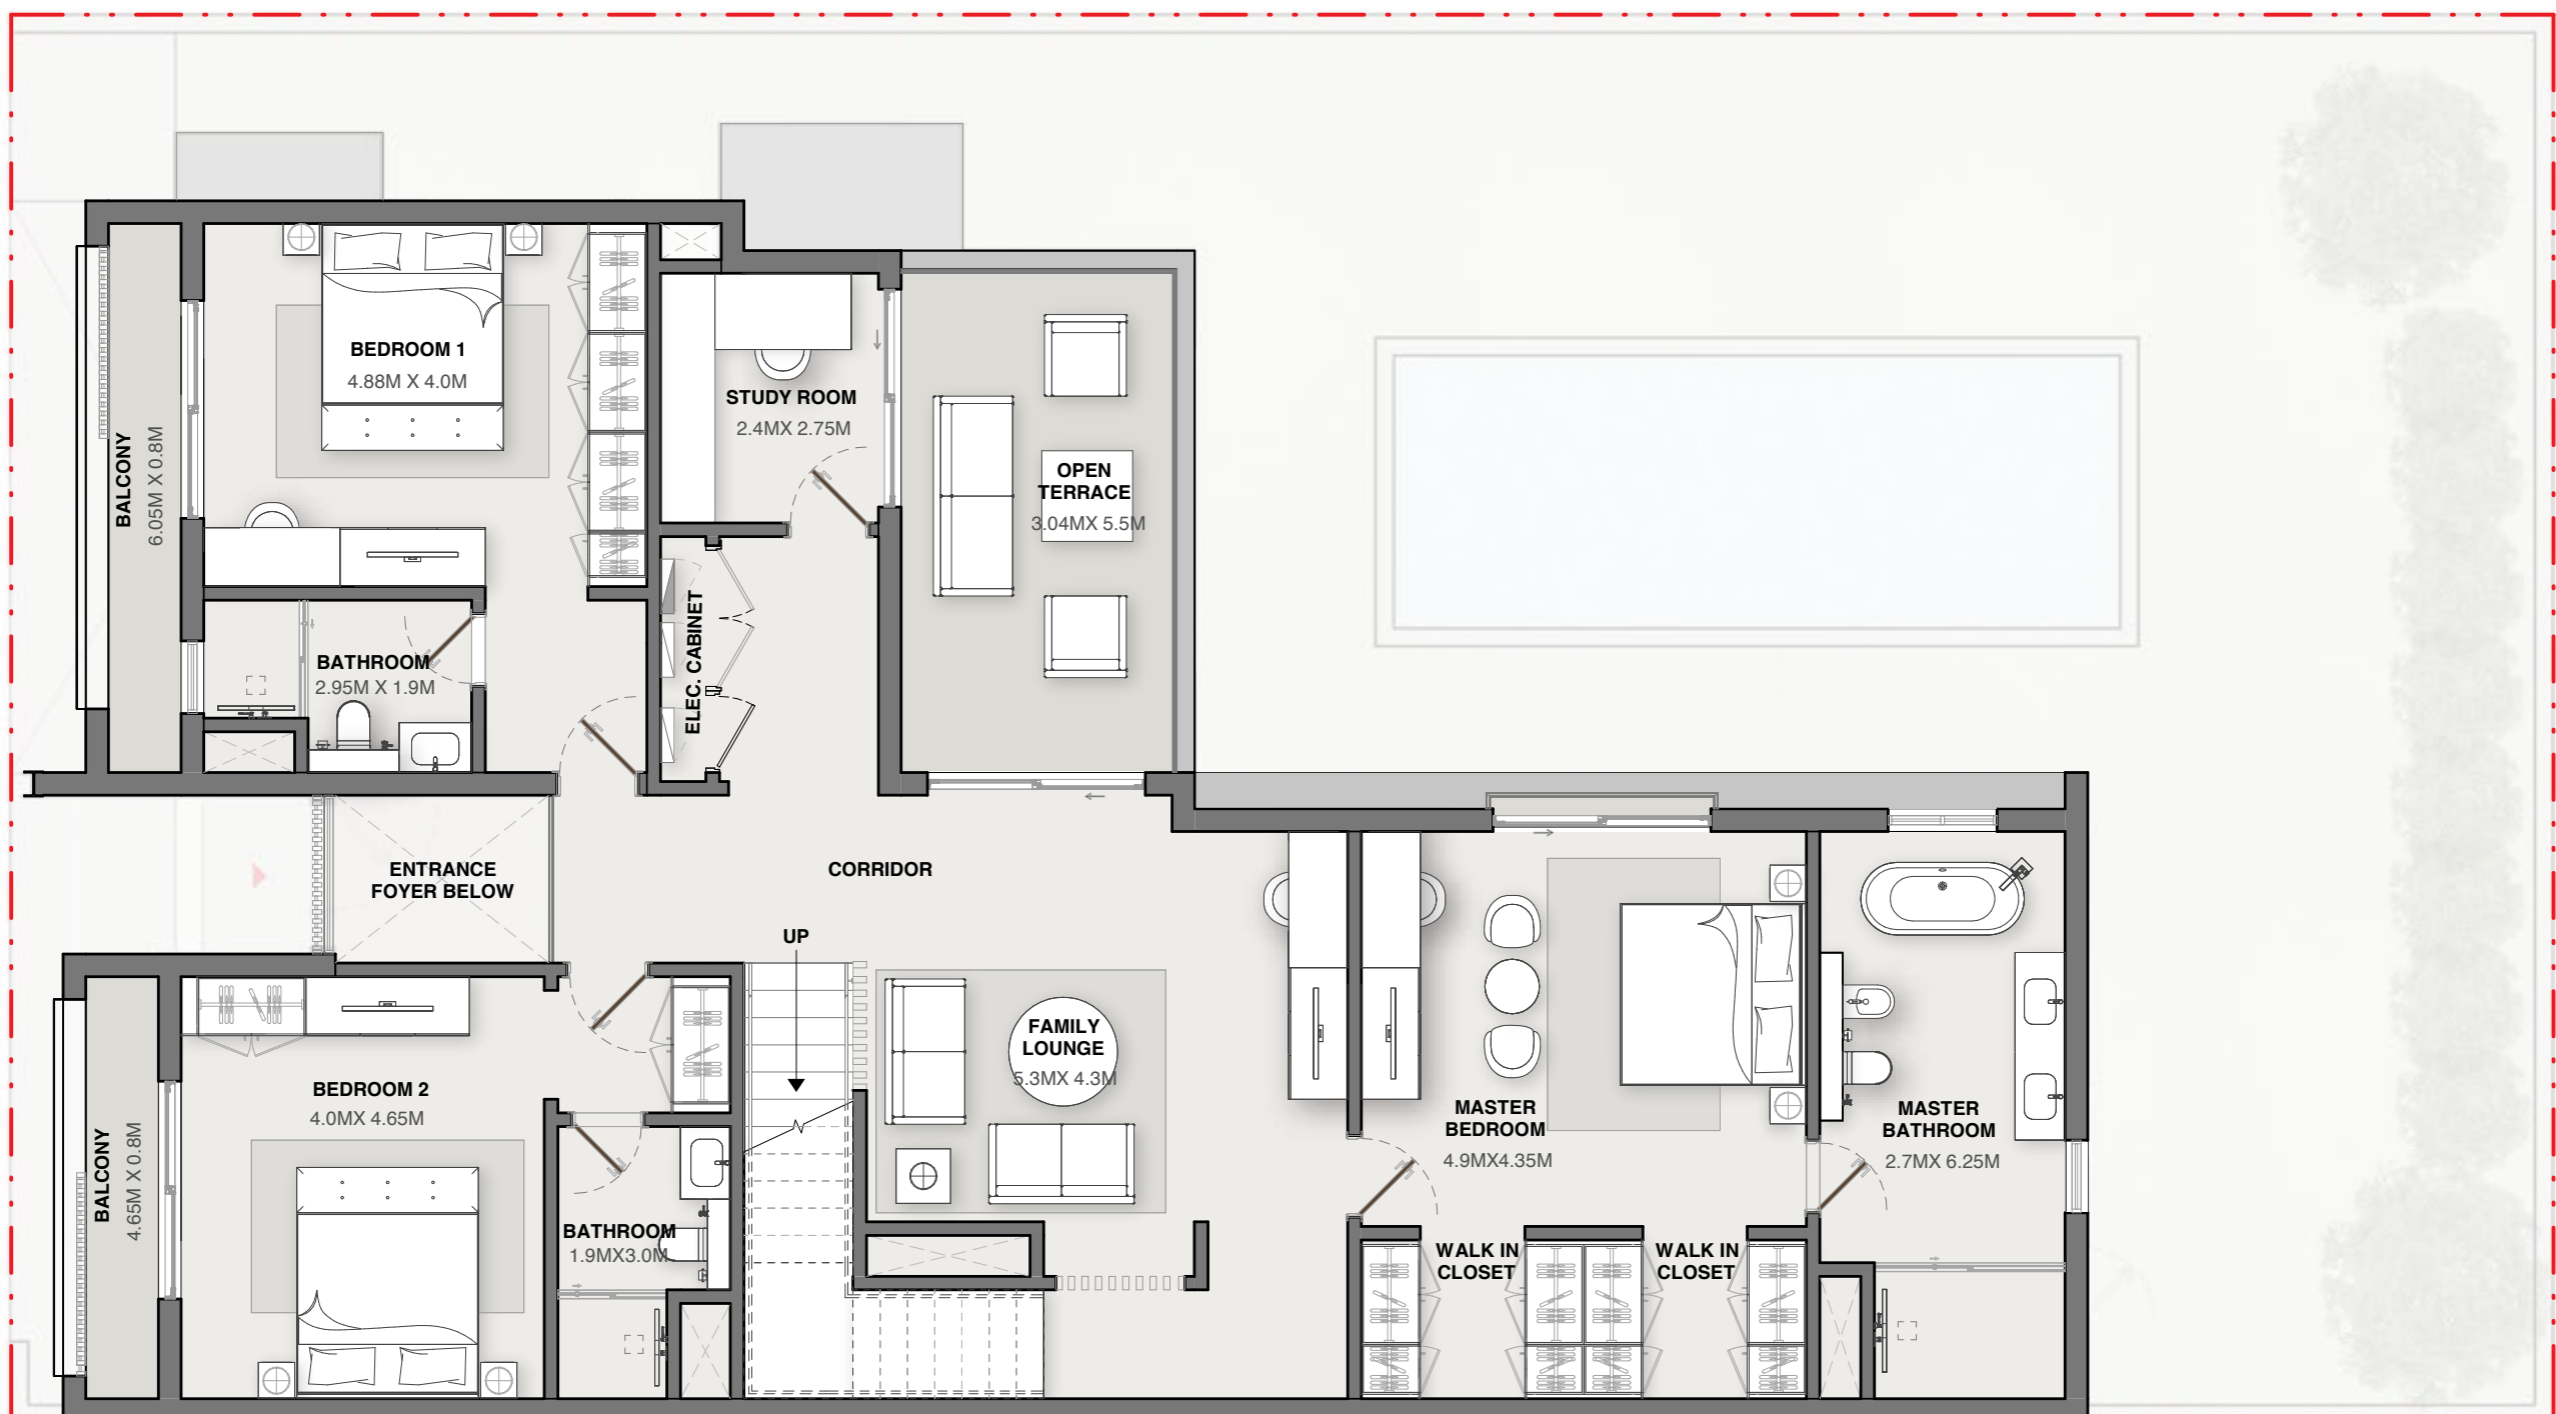 BEDROOM 1
4.88M X 4.0M
BALCONY
6.05M X 0.8M
STUDY ROOM
2.4MX 2.75M
OPEN
TERRACE
3.04MX 5.5M
BATHROOM
2.95M X 1.9M
ELEC. CABINET
ENTRANCE
FOYER BELOW
CORRIDOR
UP
FAMILY
LOUNGE
5.3MX 4.3M
BEDROOM 2
4.0MX 4.65M
BALCONY
4.65M X 0.8M
BATHROOM
1.9MX3.0M
MASTER
BEDROOM
4.9MX4.35M
MASTER
BATHROOM
2.7MX 6.25M
WALK IN
CLOSET
WALK IN
CLOSET